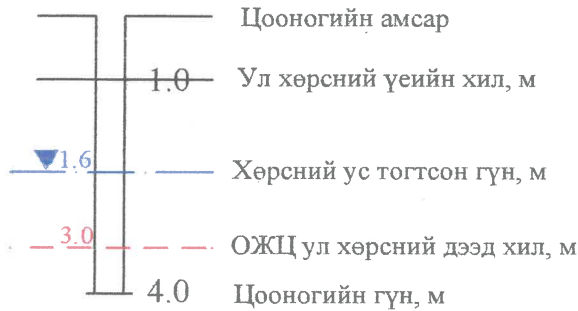 Цооногийн амсар
1.0 Ул хөрсний үеийн хил, м
1.6 Хөрсний ус тогтсон гүн, м
3.0 ОЖЦ ул хөрсний дээд хил, м
4.0 Цооногийн гүн, м